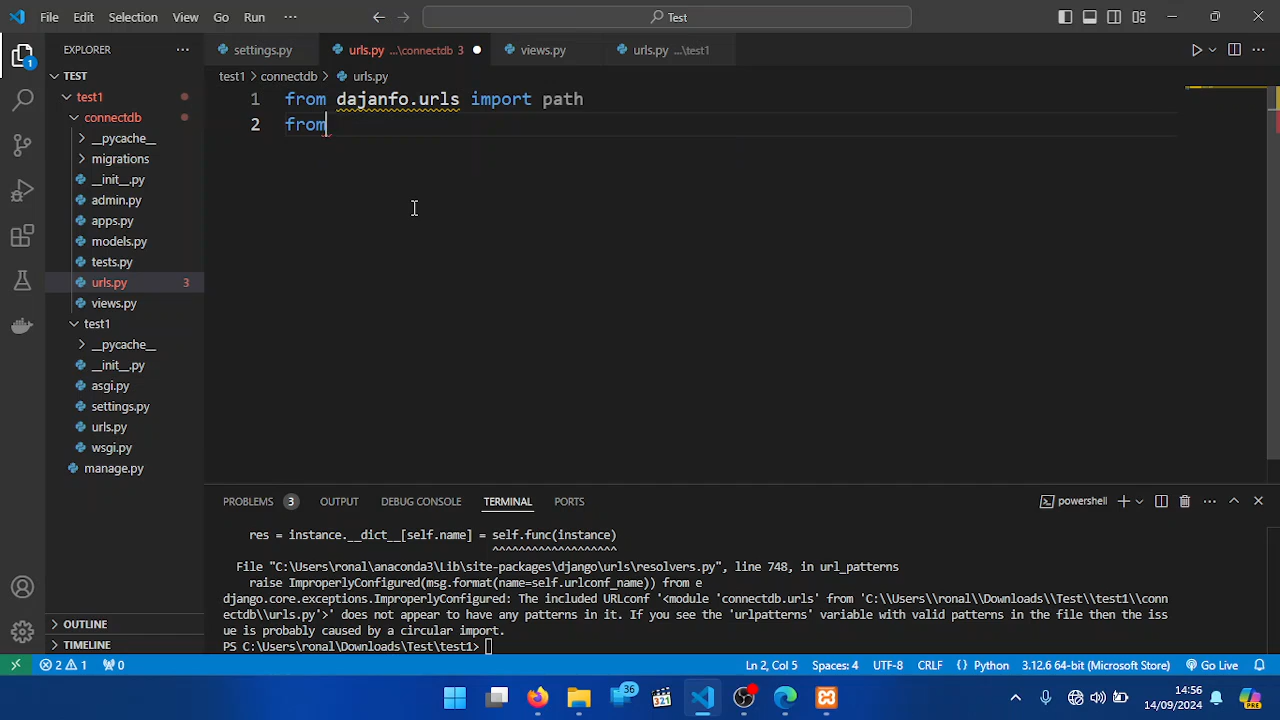 File Edit Selection View Go Run ··· Test
EXPLORER ··· settings.py urls.py ...\connectdb 3 views.py urls.py ...\test1
TEST test1 > connectdb > urls.py
test1
connectdb
__pycache__
migrations
__init__.py
admin.py
apps.py
models.py
tests.py
urls.py 3
views.py
test1
__pycache__
__init__.py
asgi.py
settings.py
urls.py
wsgi.py
manage.py
OUTLINE
TIMELINE
1
1 from dajanfo.urls import path
2 from
PROBLEMS 3 OUTPUT DEBUG CONSOLE TERMINAL PORTS powershell
res = instance.__dict__[self.name] = self.func(instance)
^^^^^^^^^^^^^^^^^^^
File "C:\Users\ronal\anaconda3\Lib\site-packages\django\urls\resolvers.py", line 748, in url_patterns
raise ImproperlyConfigured(msg.format(name=self.urlconf_name)) from e
django.core.exceptions.ImproperlyConfigured: The included URLconf '<module 'connectdb.urls' from 'C:\\Users\\ronal\\Downloads\\Test\\test1\\conn
ectdb\\urls.py'>' does not appear to have any patterns in it. If you see the 'urlpatterns' variable with valid patterns in the file then the iss
ue is probably caused by a circular import.
PS C:\Users\ronal\Downloads\Test\test1>
2 1 0 Ln 2, Col 5 Spaces: 4 UTF-8 CRLF {} Python 3.12.6 64-bit (Microsoft Store) Go Live
36 321 14:56
14/09/2024 PRE